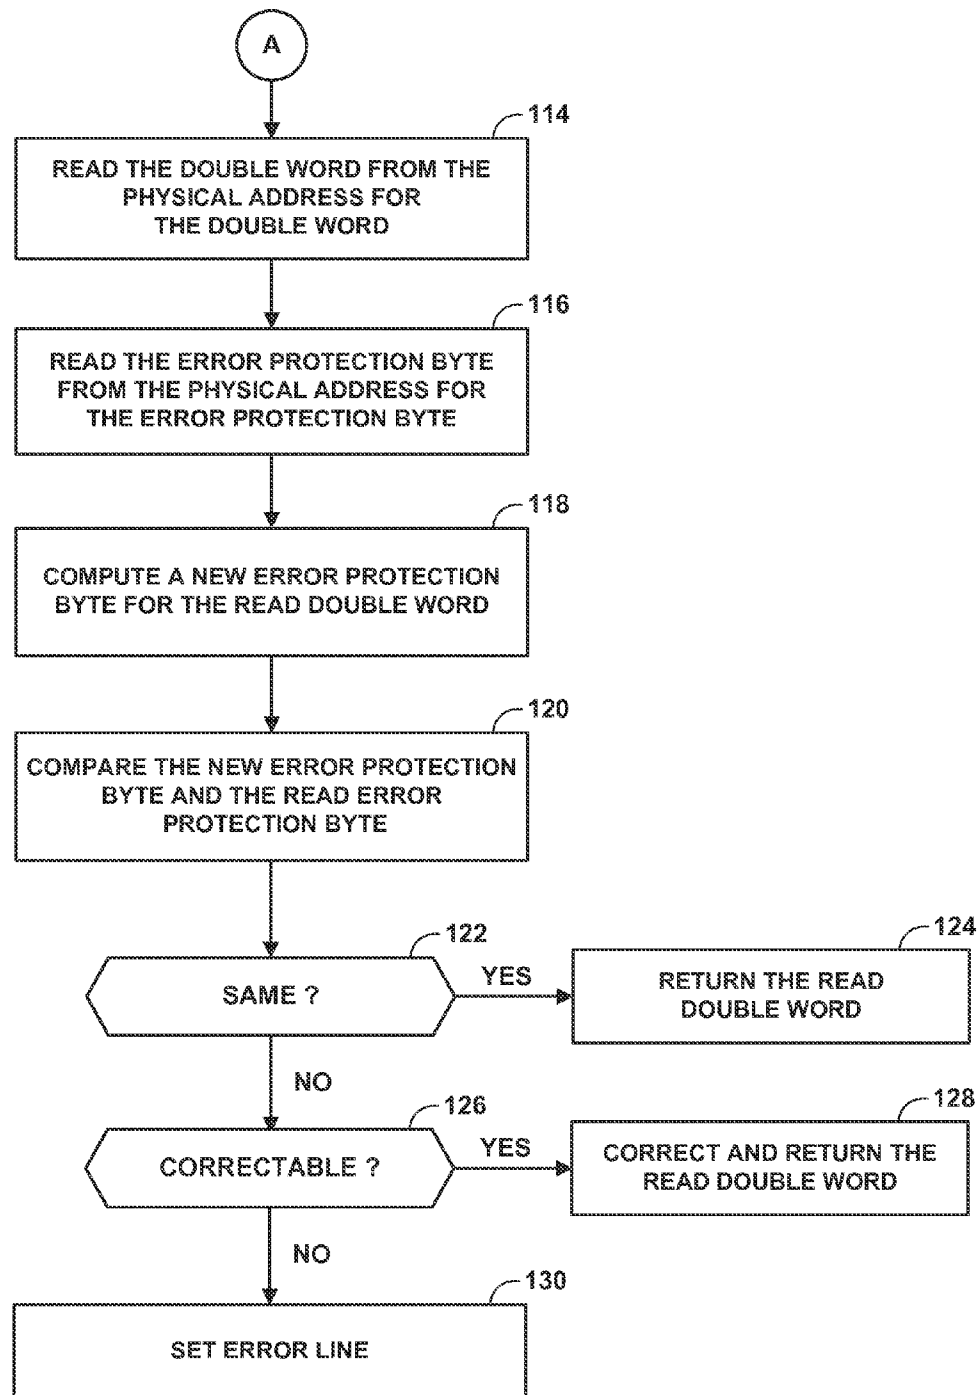 A
114
READ THE DOUBLE WORD FROM THE
PHYSICAL ADDRESS FOR
THE DOUBLE WORD
116
READ THE ERROR PROTECTION BYTE
FROM THE PHYSICAL ADDRESS FOR
THE ERROR PROTECTION BYTE
118
COMPUTE A NEW ERROR PROTECTION
BYTE FOR THE READ DOUBLE WORD
120
COMPARE THE NEW ERROR PROTECTION
BYTE AND THE READ ERROR
PROTECTION BYTE
122
SAME ?
YES
124
RETURN THE READ
DOUBLE WORD
NO
126
CORRECTABLE ?
YES
128
CORRECT AND RETURN THE
READ DOUBLE WORD
NO
130
SET ERROR LINE